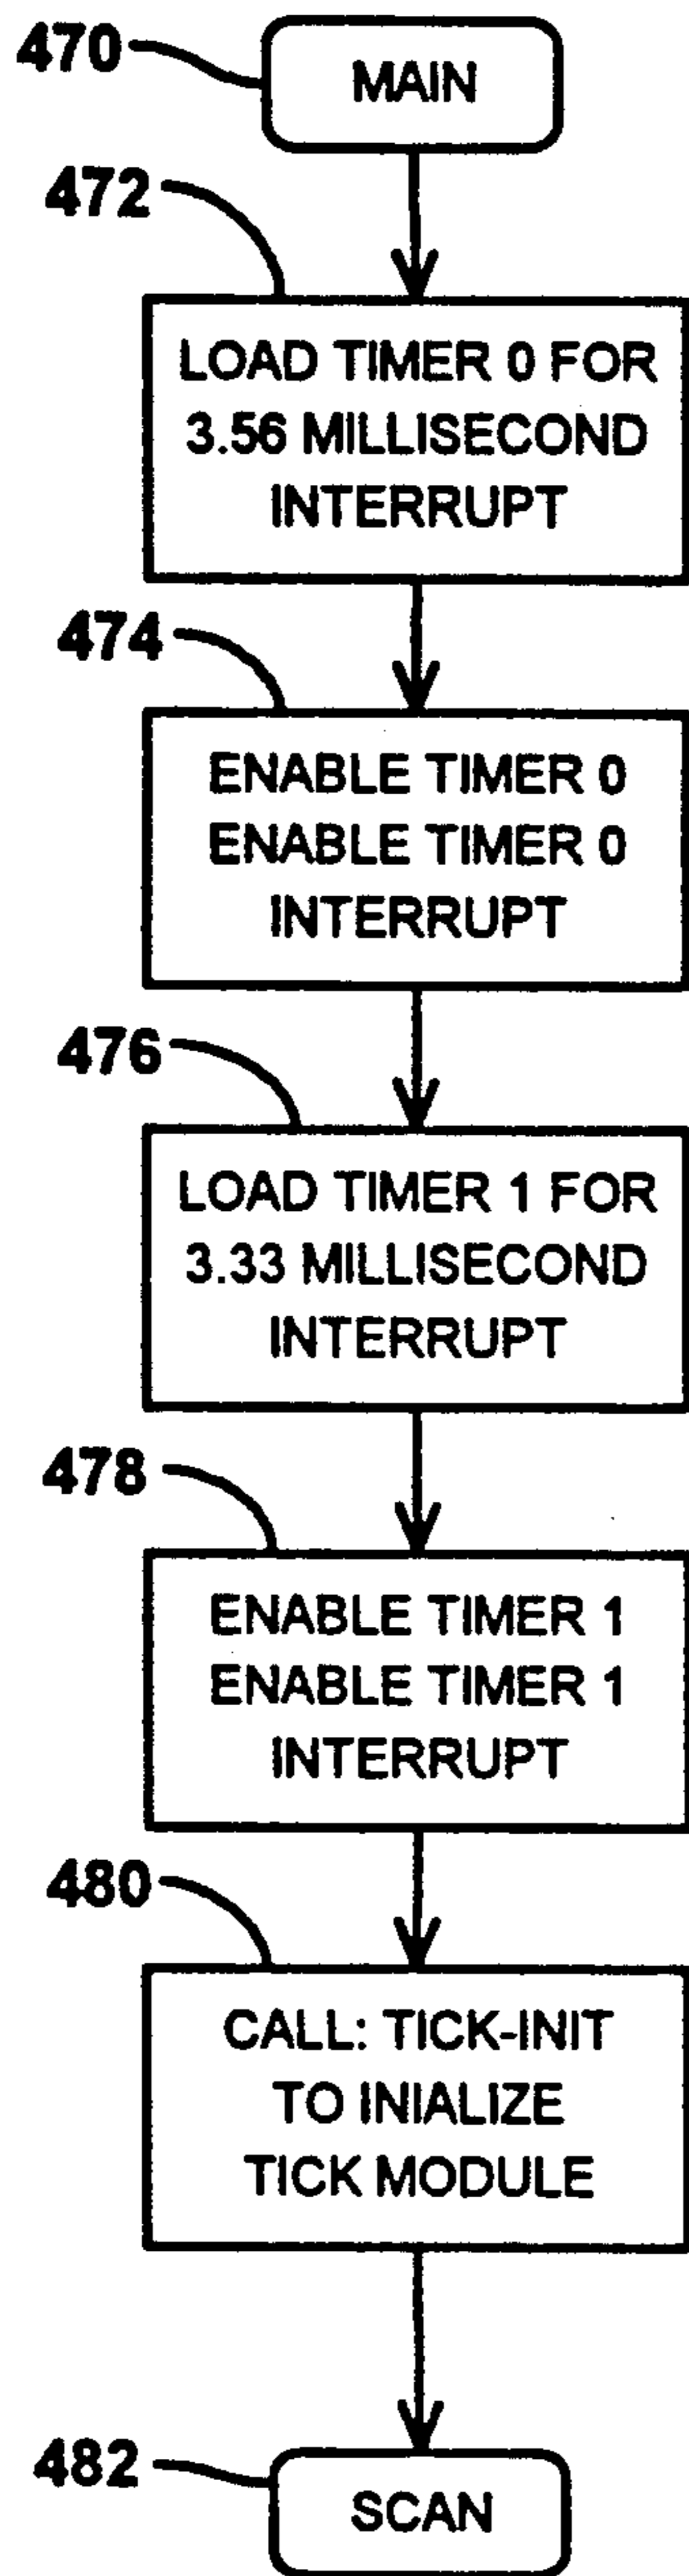 470
MAIN
472
LOAD TIMER 0 FOR
3.56 MILLISECOND
INTERRUPT
474
ENABLE TIMER 0
ENABLE TIMER 0
INTERRUPT
476
LOAD TIMER 1 FOR
3.33 MILLISECOND
INTERRUPT
478
ENABLE TIMER 1
ENABLE TIMER 1
INTERRUPT
480
CALL: TICK-INIT
TO INIALIZE
TICK MODULE
482
SCAN